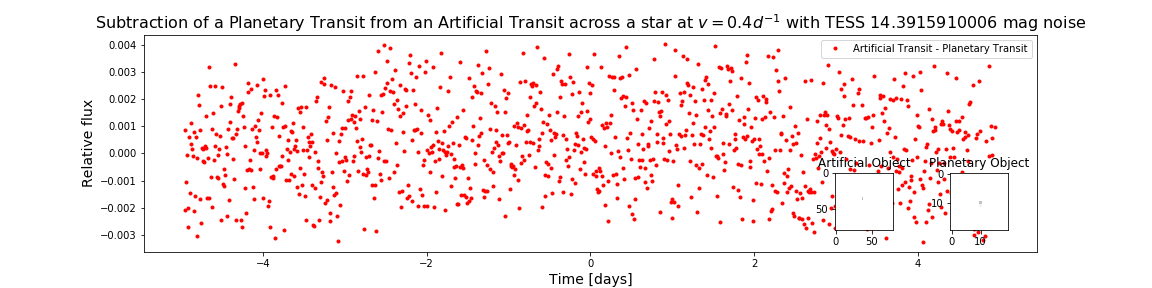 Subtraction of a Planetary Transit from an Artificial Transit across a star at v = 0.4d⁻¹ with TESS 14.3915910006 mag noise
Artificial Transit - Planetary Transit
Relative flux
0.004
0.003
0.002
0.001
0.000
−0.001
−0.002
−0.003
Artificial Object
0
50
0 50
Planetary Object
0
10
0 10
−4 −2 0 2 4
Time [days]